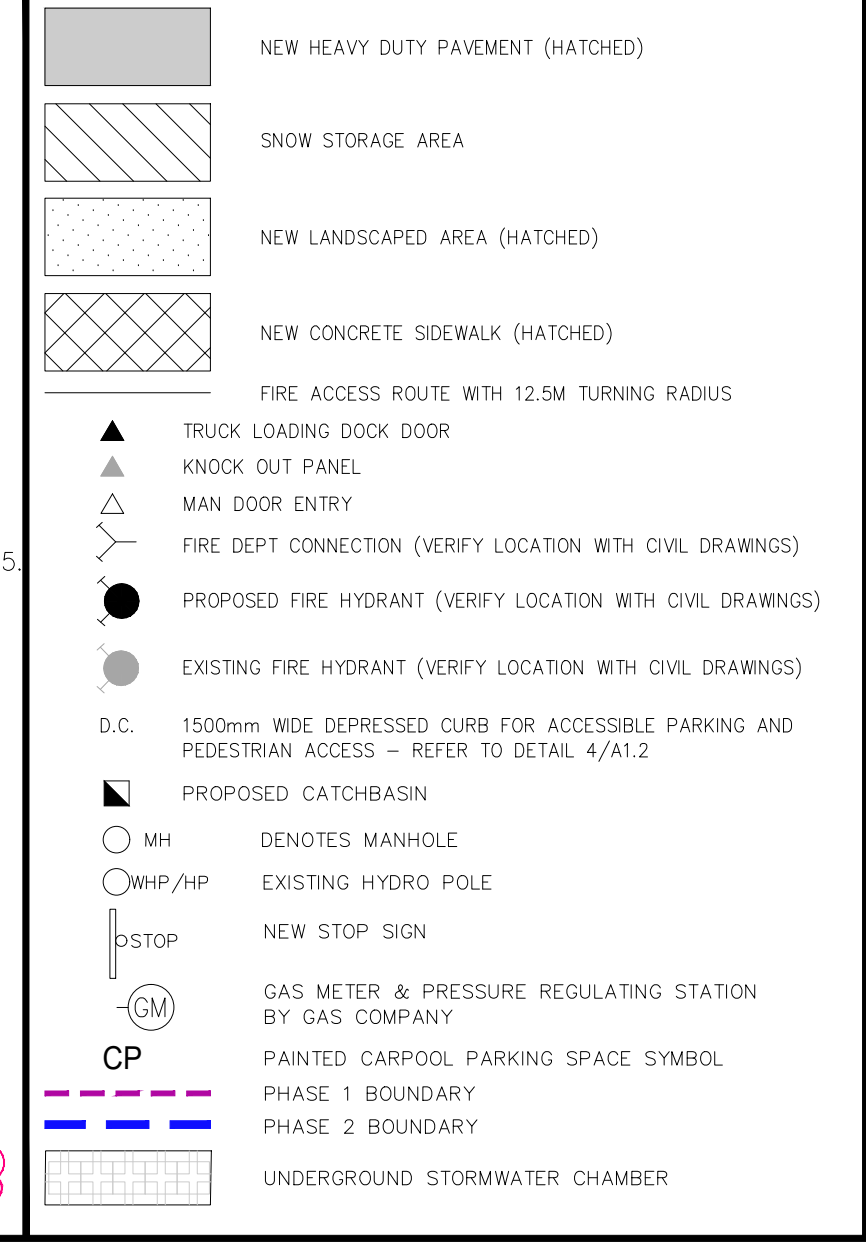 NEW HEAVY DUTY PAVEMENT (HATCHED)
SNOW STORAGE AREA
NEW LANDSCAPED AREA (HATCHED)
NEW CONCRETE SIDEWALK (HATCHED)
FIRE ACCESS ROUTE WITH 12.5M TURNING RADIUS
TRUCK LOADING DOCK DOOR
KNOCK OUT PANEL
MAN DOOR ENTRY
5.
FIRE DEPT CONNECTION (VERIFY LOCATION WITH CIVIL DRAWINGS)
PROPOSED FIRE HYDRANT (VERIFY LOCATION WITH CIVIL DRAWINGS)
EXISTING FIRE HYDRANT (VERIFY LOCATION WITH CIVIL DRAWINGS)
D.C. 1500mm WIDE DEPRESSED CURB FOR ACCESSIBLE PARKING AND
PEDESTRIAN ACCESS – REFER TO DETAIL 4/A1.2
PROPOSED CATCHBASIN
MH DENOTES MANHOLE
WHP/HP EXISTING HYDRO POLE
STOP NEW STOP SIGN
GM GAS METER & PRESSURE REGULATING STATION
BY GAS COMPANY
CP PAINTED CARPOOL PARKING SPACE SYMBOL
PHASE 1 BOUNDARY
PHASE 2 BOUNDARY
UNDERGROUND STORMWATER CHAMBER